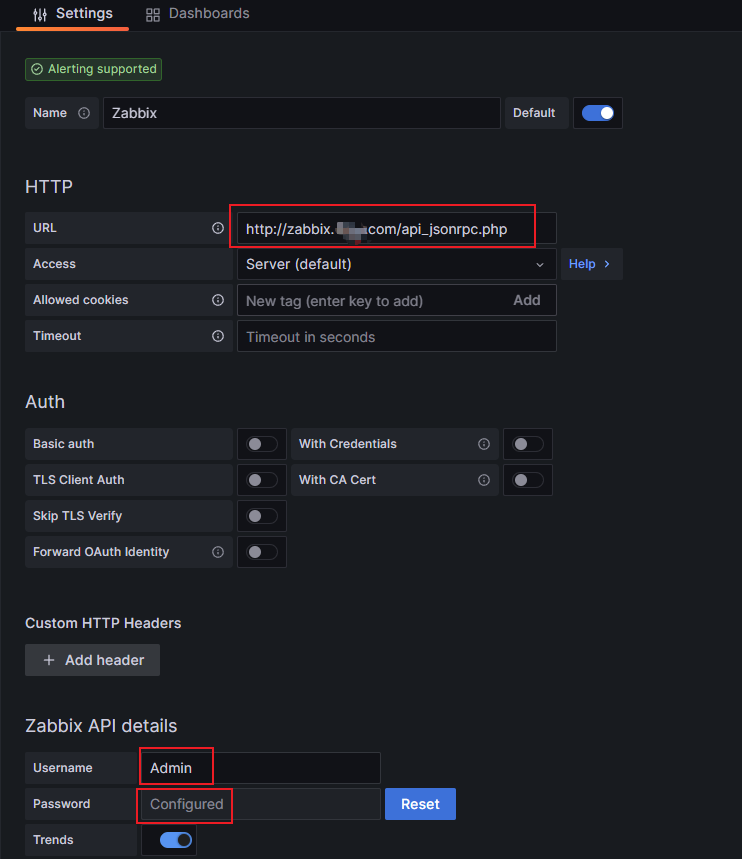 Settings Dashboards
Alerting supported
Name Zabbix Default
HTTP
URL http://zabbix. .com/api_jsonrpc.php
Access Server (default) Help >
Allowed cookies New tag (enter key to add) Add
Timeout Timeout in seconds
Auth
Basic auth With Credentials
TLS Client Auth With CA Cert
Skip TLS Verify
Forward OAuth Identity
Custom HTTP Headers
+ Add header
Zabbix API details
Username Admin
Password Configured Reset
Trends